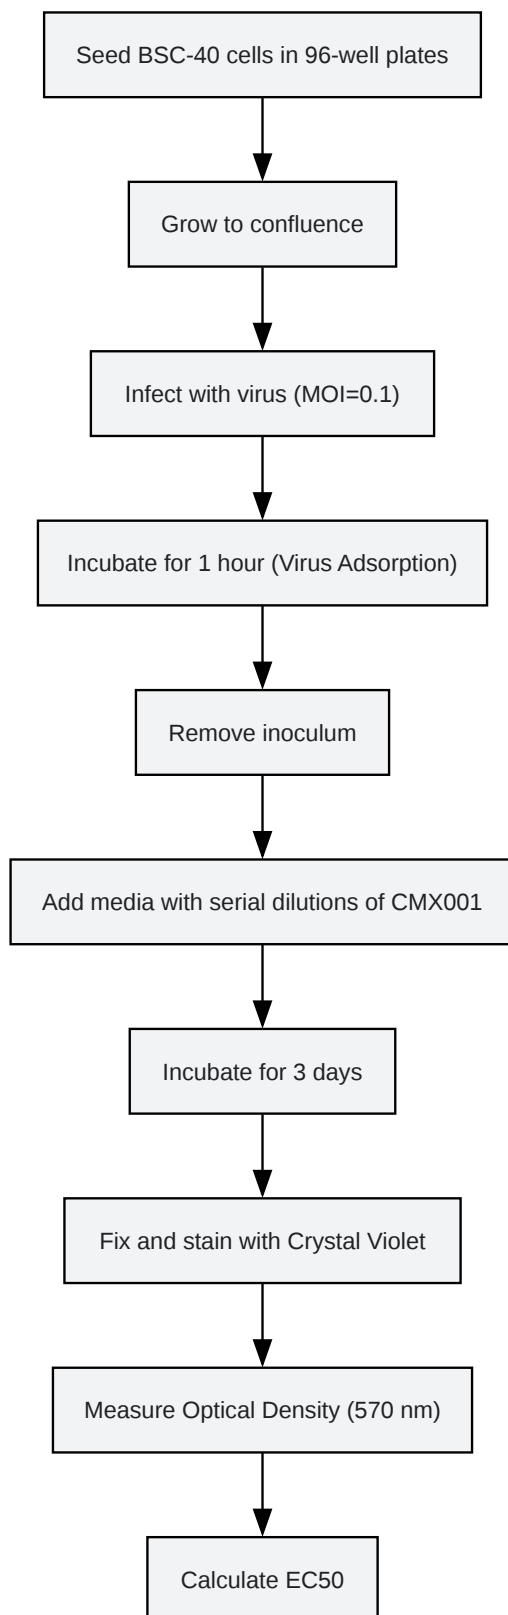 Seed BSC-40 cells in 96-well plates
Grow to confluence
Infect with virus (MOI=0.1)
Incubate for 1 hour (Virus Adsorption)
Remove inoculum
Add media with serial dilutions of CMX001
Incubate for 3 days
Fix and stain with Crystal Violet
Measure Optical Density (570 nm)
Calculate EC50